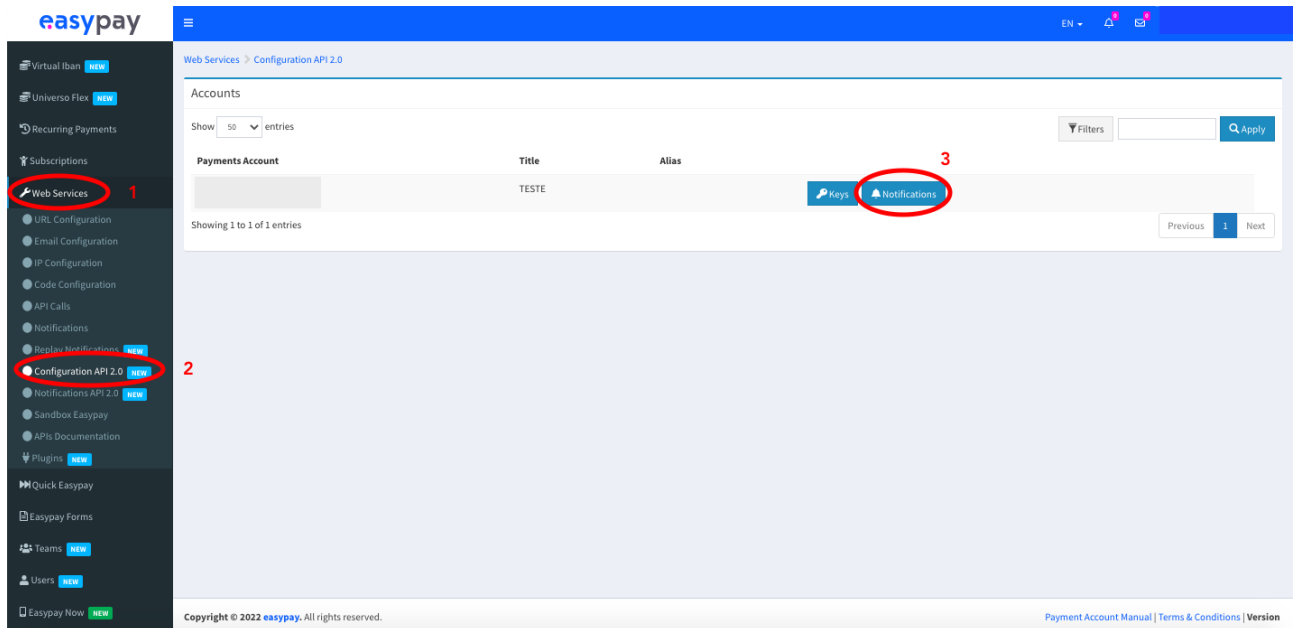 easypay
EN
Virtual Iban NEW
Universo Flex NEW
Recurring Payments
Subscriptions
Web Services 1
URL Configuration
Email Configuration
IP Configuration
Code Configuration
API Calls
Notifications
Replay Notifications NEW
Configuration API 2.0 NEW 2
Notifications API 2.0 NEW
Sandbox Easypay
APIs Documentation
Plugins NEW
Quick Easypay
Easypay Forms
Teams NEW
Users NEW
Easypay Now NEW
Web Services > Configuration API 2.0
Accounts
Show 50 entries
Filters
Apply
Payments Account Title Alias 3
TESTE Keys Notifications
Showing 1 to 1 of 1 entries
Previous 1 Next
Copyright © 2022 easypay. All rights reserved.
Payment Account Manual | Terms & Conditions | Version